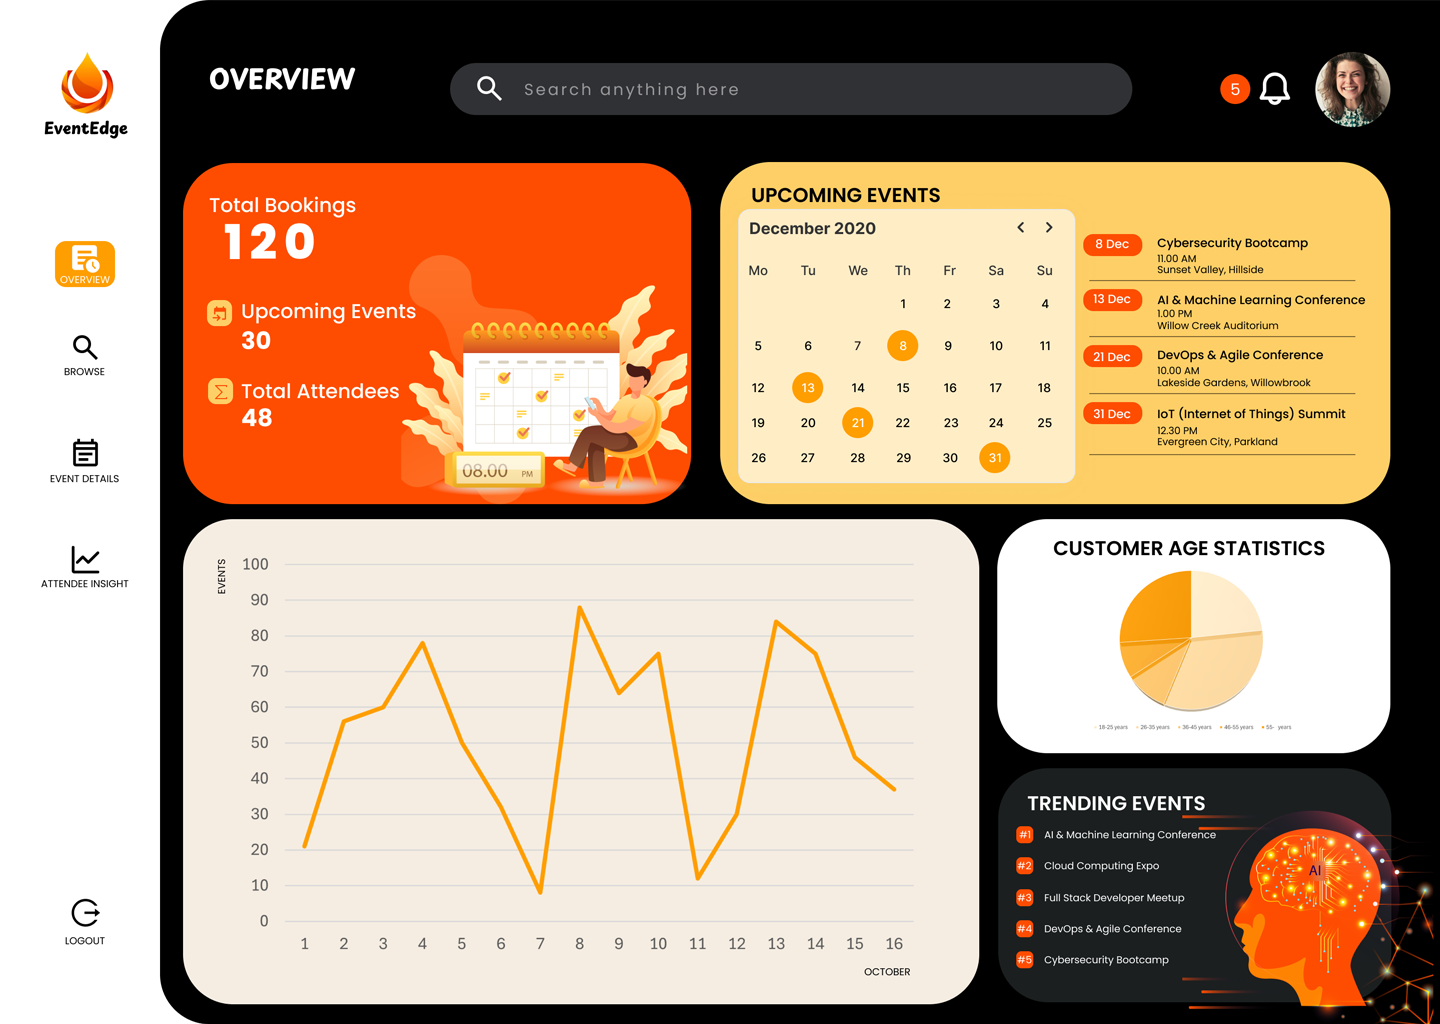 EventEdge
OVERVIEW
BROWSE
EVENT DETAILS
ATTENDEE INSIGHT
LOGOUT
OVERVIEW
Search anything here
5
Total Bookings
120
Upcoming Events
30
Total Attendees
48
08.00 PM
UPCOMING EVENTS
December 2020
Mo Tu We Th Fr Sa Su
1 2 3 4
5 6 7 8 9 10 11
12 13 14 15 16 17 18
19 20 21 22 23 24 25
26 27 28 29 30 31
8 Dec
Cybersecurity Bootcamp
11.00 AM
Sunset Valley, Hillside
13 Dec
AI & Machine Learning Conference
1.00 PM
Willow Creek Auditorium
21 Dec
DevOps & Agile Conference
10.00 AM
Lakeside Gardens, Willowbrook
31 Dec
IoT (Internet of Things) Summit
12.30 PM
Evergreen City, Parkland
EVENTS
100
90
80
70
60
50
40
30
20
10
0
1 2 3 4 5 6 7 8 9 10 11 12 13 14 15 16
OCTOBER
CUSTOMER AGE STATISTICS
18-25 years 26-35 years 36-45 years 46-55 years 55- years
TRENDING EVENTS
#1 AI & Machine Learning Conference
#2 Cloud Computing Expo
#3 Full Stack Developer Meetup
#4 DevOps & Agile Conference
#5 Cybersecurity Bootcamp
AI